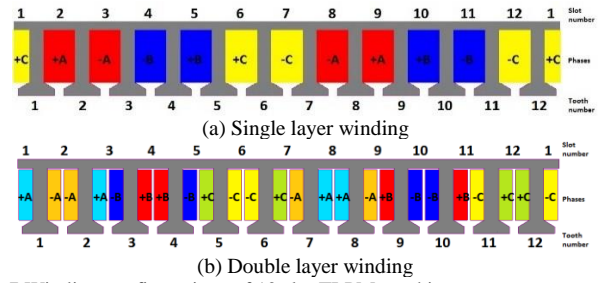 1 2 3 4 5 6 7 8 9 10 11 12 1 Slot number
+C +A -A -B +B +C -C -A +A +B -B -C +C Phases
1 2 3 4 5 6 7 8 9 10 11 12 Tooth number
(a) Single layer winding
1 2 3 4 5 6 7 8 9 10 11 12 1 Slot number
+A -A -A +A -B +B +B -B +C -C -C +C -A +A +A -A +B -B -B +B -C +C +C -C Phases
1 2 3 4 5 6 7 8 9 10 11 12 Tooth number
(b) Double layer winding